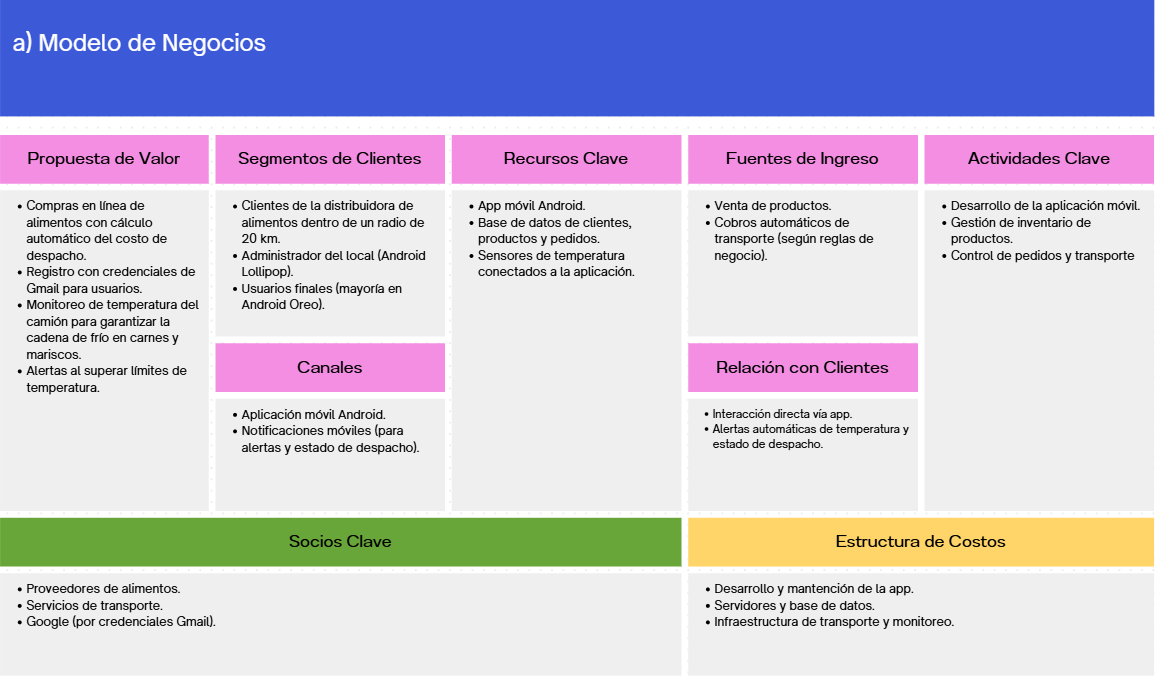 a) Modelo de Negocios
Propuesta de Valor
• Compras en línea de
alimentos con cálculo
automático del costo de
despacho.
• Registro con credenciales de
Gmail para usuarios.
• Monitoreo de temperatura del
camión para garantizar la
cadena de frío en carnes y
mariscos.
• Alertas al superar límites de
temperatura.
Segmentos de Clientes
• Clientes de la distribuidora de
alimentos dentro de un radio de
20 km.
• Administrador del local (Android
Lollipop).
• Usuarios finales (mayoría en
Android Oreo).
Canales
• Aplicación móvil Android.
• Notificaciones móviles (para
alertas y estado de despacho).
Recursos Clave
• App móvil Android.
• Base de datos de clientes,
productos y pedidos.
• Sensores de temperatura
conectados a la aplicación.
Fuentes de Ingreso
• Venta de productos.
• Cobros automáticos de
transporte (según reglas de
negocio).
Relación con Clientes
• Interacción directa vía app.
• Alertas automáticas de temperatura y
estado de despacho.
Actividades Clave
• Desarrollo de la aplicación móvil.
• Gestión de inventario de
productos.
• Control de pedidos y transporte
Socios Clave
• Proveedores de alimentos.
• Servicios de transporte.
• Google (por credenciales Gmail).
Estructura de Costos
• Desarrollo y mantención de la app.
• Servidores y base de datos.
• Infraestructura de transporte y monitoreo.